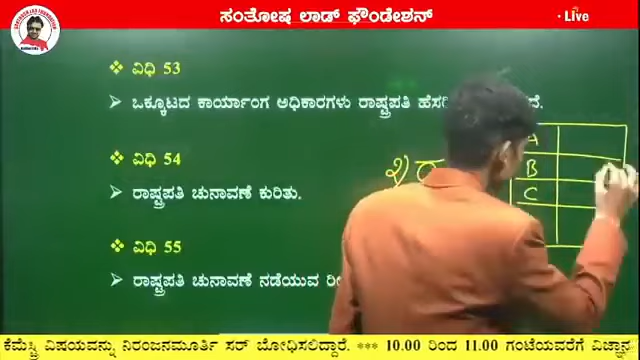 ಸಂತೋಷ ಲಾಡ್ ಫೌಂಡೇಶನ್
Live
❖ ವಿಧಿ 53
➢ ಒಕ್ಕೂಟದ ಕಾರ್ಯಾಂಗ ಅಧಿಕಾರಗಳು ರಾಷ್ಟ್ರಪತಿ
❖ ವಿಧಿ 54
➢ ರಾಷ್ಟ್ರಪತಿ ಚುನಾವಣೆ ಕುರಿತು.
❖ ವಿಧಿ 55
➢ ರಾಷ್ಟ್ರಪತಿ ಚುನಾವಣೆ ನಡೆಯುವ
A
B
C
ಕೆಮೆಸ್ಟ್ರಿ ವಿಷಯವನ್ನು ನಿರಂಜನಮೂರ್ತಿ ಸರ್ ಬೋಧಿಸಲಿದ್ದಾರೆ. *** 10.00 ರಿಂದ 11.00 ಗಂಟೆಯವರೆಗೆ